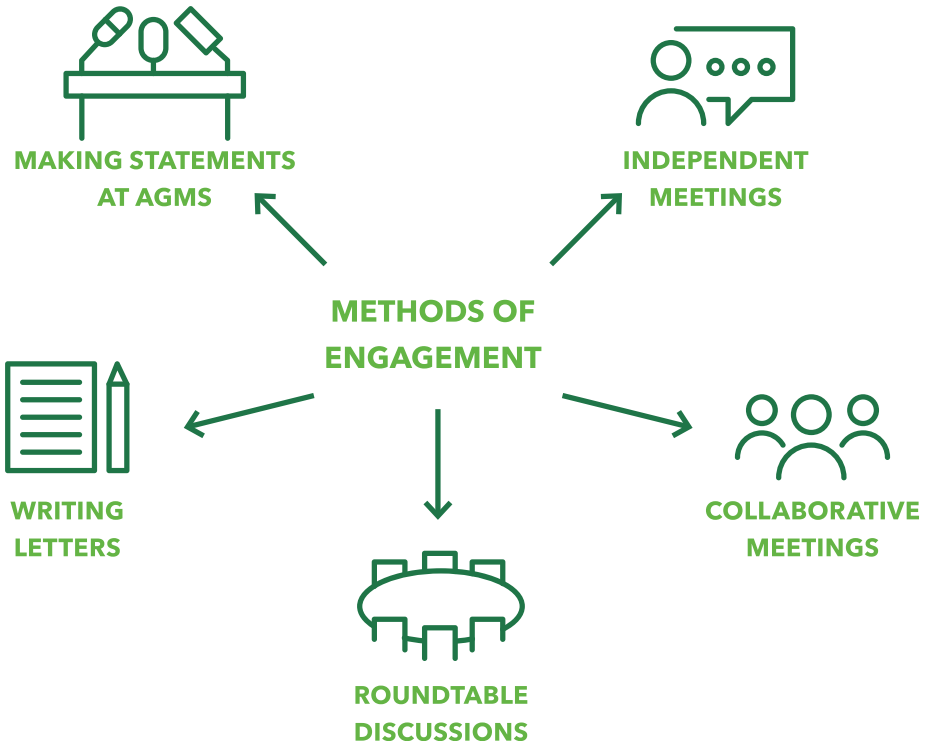 MAKING STATEMENTS
AT AGMS
INDEPENDENT
MEETINGS
METHODS OF
ENGAGEMENT
WRITING
LETTERS
COLLABORATIVE
MEETINGS
ROUNDTABLE
DISCUSSIONS